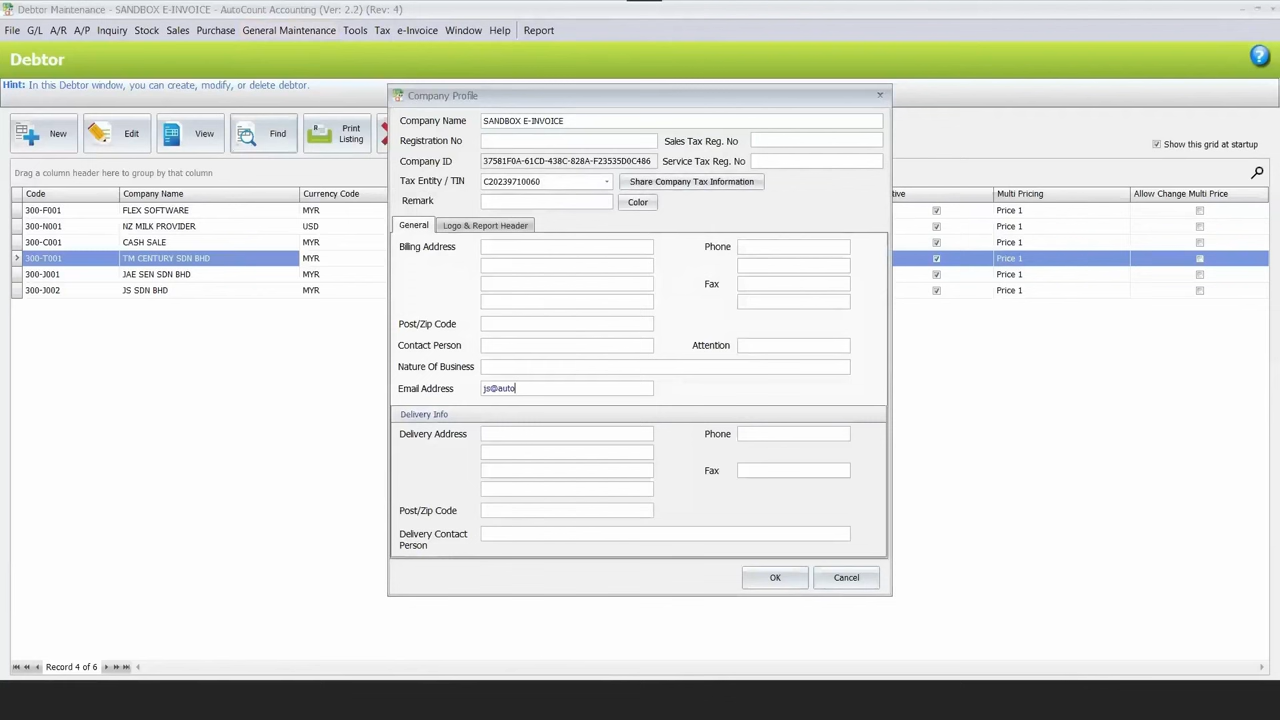 Debtor Maintenance - SANDBOX E-INVOICE - AutoCount Accounting (Ver: 2.2) (Rev: 4)
File G/L A/R A/P Inquiry Stock Sales Purchase General Maintenance Tools Tax e-Invoice Window Help Report
Debtor
Hint: In this Debtor window, you can create, modify, or delete debtor.
New Edit View Find Print Listing
Show this grid at startup
Drag a column header here to group by that column
Code Company Name Currency Code Multi Pricing Allow Change Multi Price
300-F001 FLEX SOFTWARE MYR Price 1
300-N001 NZ MILK PROVIDER USD Price 1
300-C001 CASH SALE MYR Price 1
300-T001 TM CENTURY SDN BHD MYR Price 1
300-J001 JAE SEN SDN BHD MYR Price 1
300-J002 JS SDN BHD MYR Price 1
Record 4 of 6
Company Profile
Company Name SANDBOX E-INVOICE
Registration No Sales Tax Reg. No
Company ID 37581F0A-61CD-438C-828A-F23535D0C486 Service Tax Reg. No
Tax Entity / TIN C20239710060 Share Company Tax Information
Remark Color
General Logo & Report Header
Billing Address Phone
Fax
Post/Zip Code
Contact Person Attention
Nature Of Business
Email Address js@auto
Delivery Info
Delivery Address Phone
Fax
Post/Zip Code
Delivery Contact
Person
OK Cancel